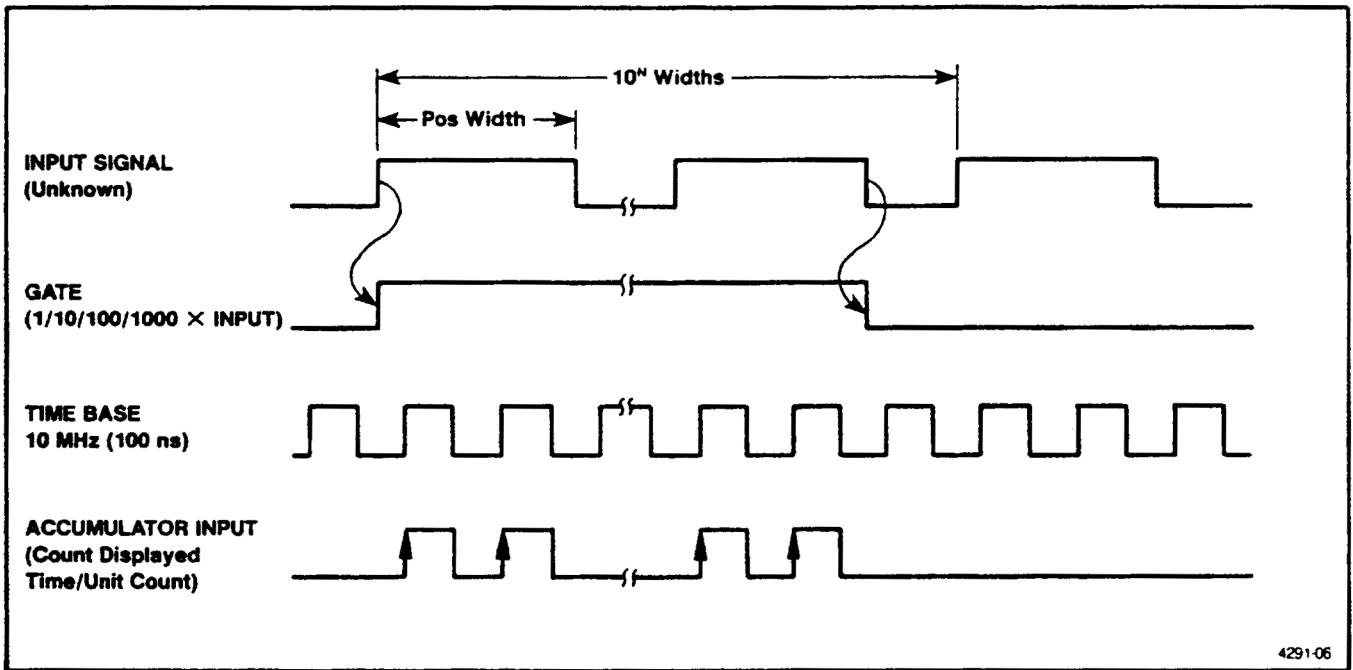 10ᴺ Widths
Pos Width
INPUT SIGNAL
(Unknown)
GATE
(1/10/100/1000 × INPUT)
TIME BASE
10 MHz (100 ns)
ACCUMULATOR INPUT
(Count Displayed
Time/Unit Count)
4291-06